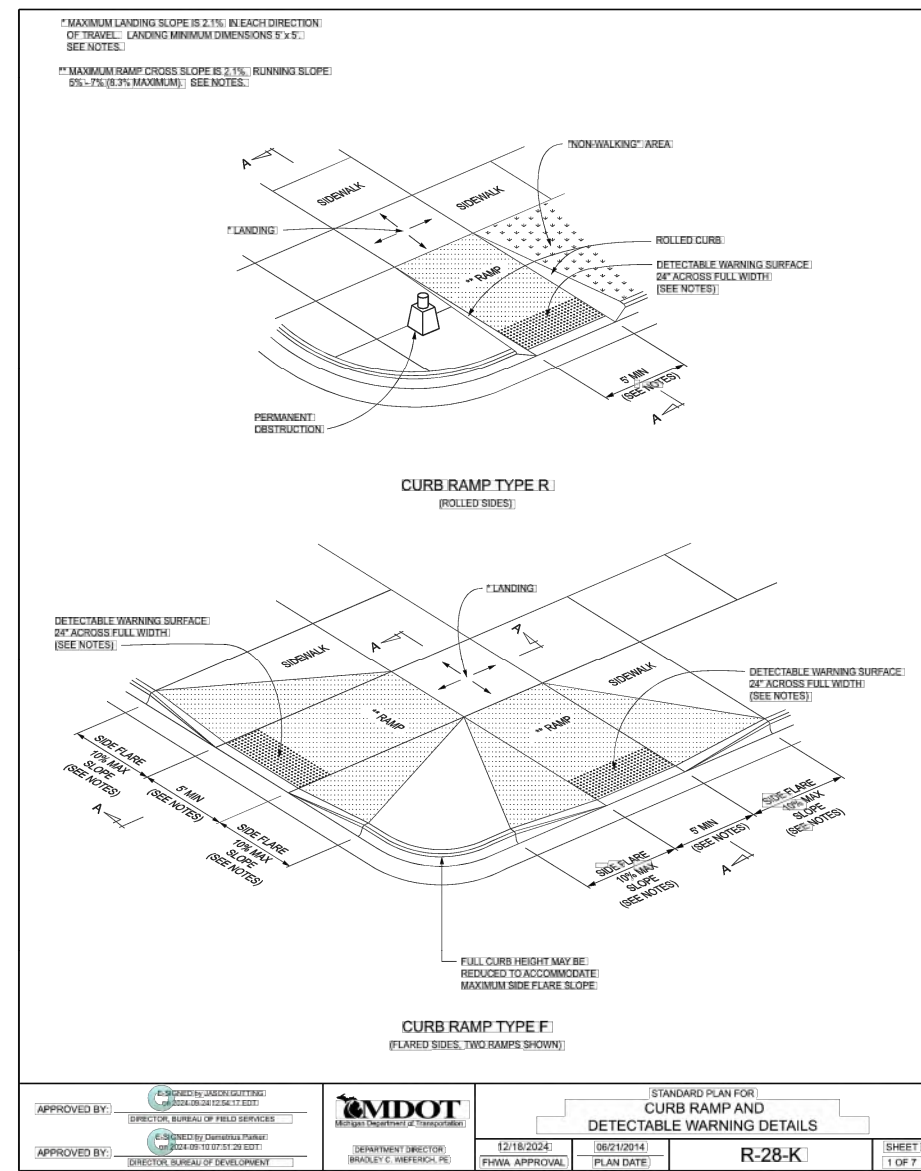 * MAXIMUM LANDING SLOPE IS 2.1% IN EACH DIRECTION
OF TRAVEL. LANDING MINIMUM DIMENSIONS 5' x 5'.
SEE NOTES.
** MAXIMUM RAMP CROSS SLOPE IS 2.1%, RUNNING SLOPE
5% - 7% (8.3% MAXIMUM). SEE NOTES.
"NON-WALKING" AREA
A
SIDEWALK
SIDEWALK
* LANDING
ROLLED CURB
** RAMP
DETECTABLE WARNING SURFACE
24" ACROSS FULL WIDTH
(SEE NOTES)
5' MIN
(SEE NOTES)
A
PERMANENT
OBSTRUCTION
CURB RAMP TYPE R
(ROLLED SIDES)
* LANDING
DETECTABLE WARNING SURFACE
24" ACROSS FULL WIDTH
(SEE NOTES)
A
A
SIDEWALK
SIDEWALK
DETECTABLE WARNING SURFACE
24" ACROSS FULL WIDTH
(SEE NOTES)
** RAMP
** RAMP
SIDE FLARE
10% MAX
SLOPE
(SEE NOTES)
5' MIN
(SEE NOTES)
A
SIDE FLARE
10% MAX
SLOPE
(SEE NOTES)
SIDE FLARE
10% MAX
SLOPE
(SEE NOTES)
5' MIN
(SEE NOTES)
A
SIDE FLARE
10% MAX
SLOPE
(SEE NOTES)
FULL CURB HEIGHT MAY BE
REDUCED TO ACCOMMODATE
MAXIMUM SIDE FLARE SLOPE
CURB RAMP TYPE F
(FLARED SIDES, TWO RAMPS SHOWN)
APPROVED BY:
E-SIGNED by JASON GUTTING
on 2024-09-24 12:54:17 EDT
DIRECTOR, BUREAU OF FIELD SERVICES
APPROVED BY:
E-SIGNED by Demetrius Parker
on 2024-09-10 07:51:29 EDT
DIRECTOR, BUREAU OF DEVELOPMENT
MDOT
Michigan Department of Transportation
DEPARTMENT DIRECTOR
BRADLEY C. WIEFERICH, PE
STANDARD PLAN FOR
CURB RAMP AND
DETECTABLE WARNING DETAILS
12/18/2024
FHWA APPROVAL
06/21/2014
PLAN DATE
R-28-K
SHEET
1 OF 7